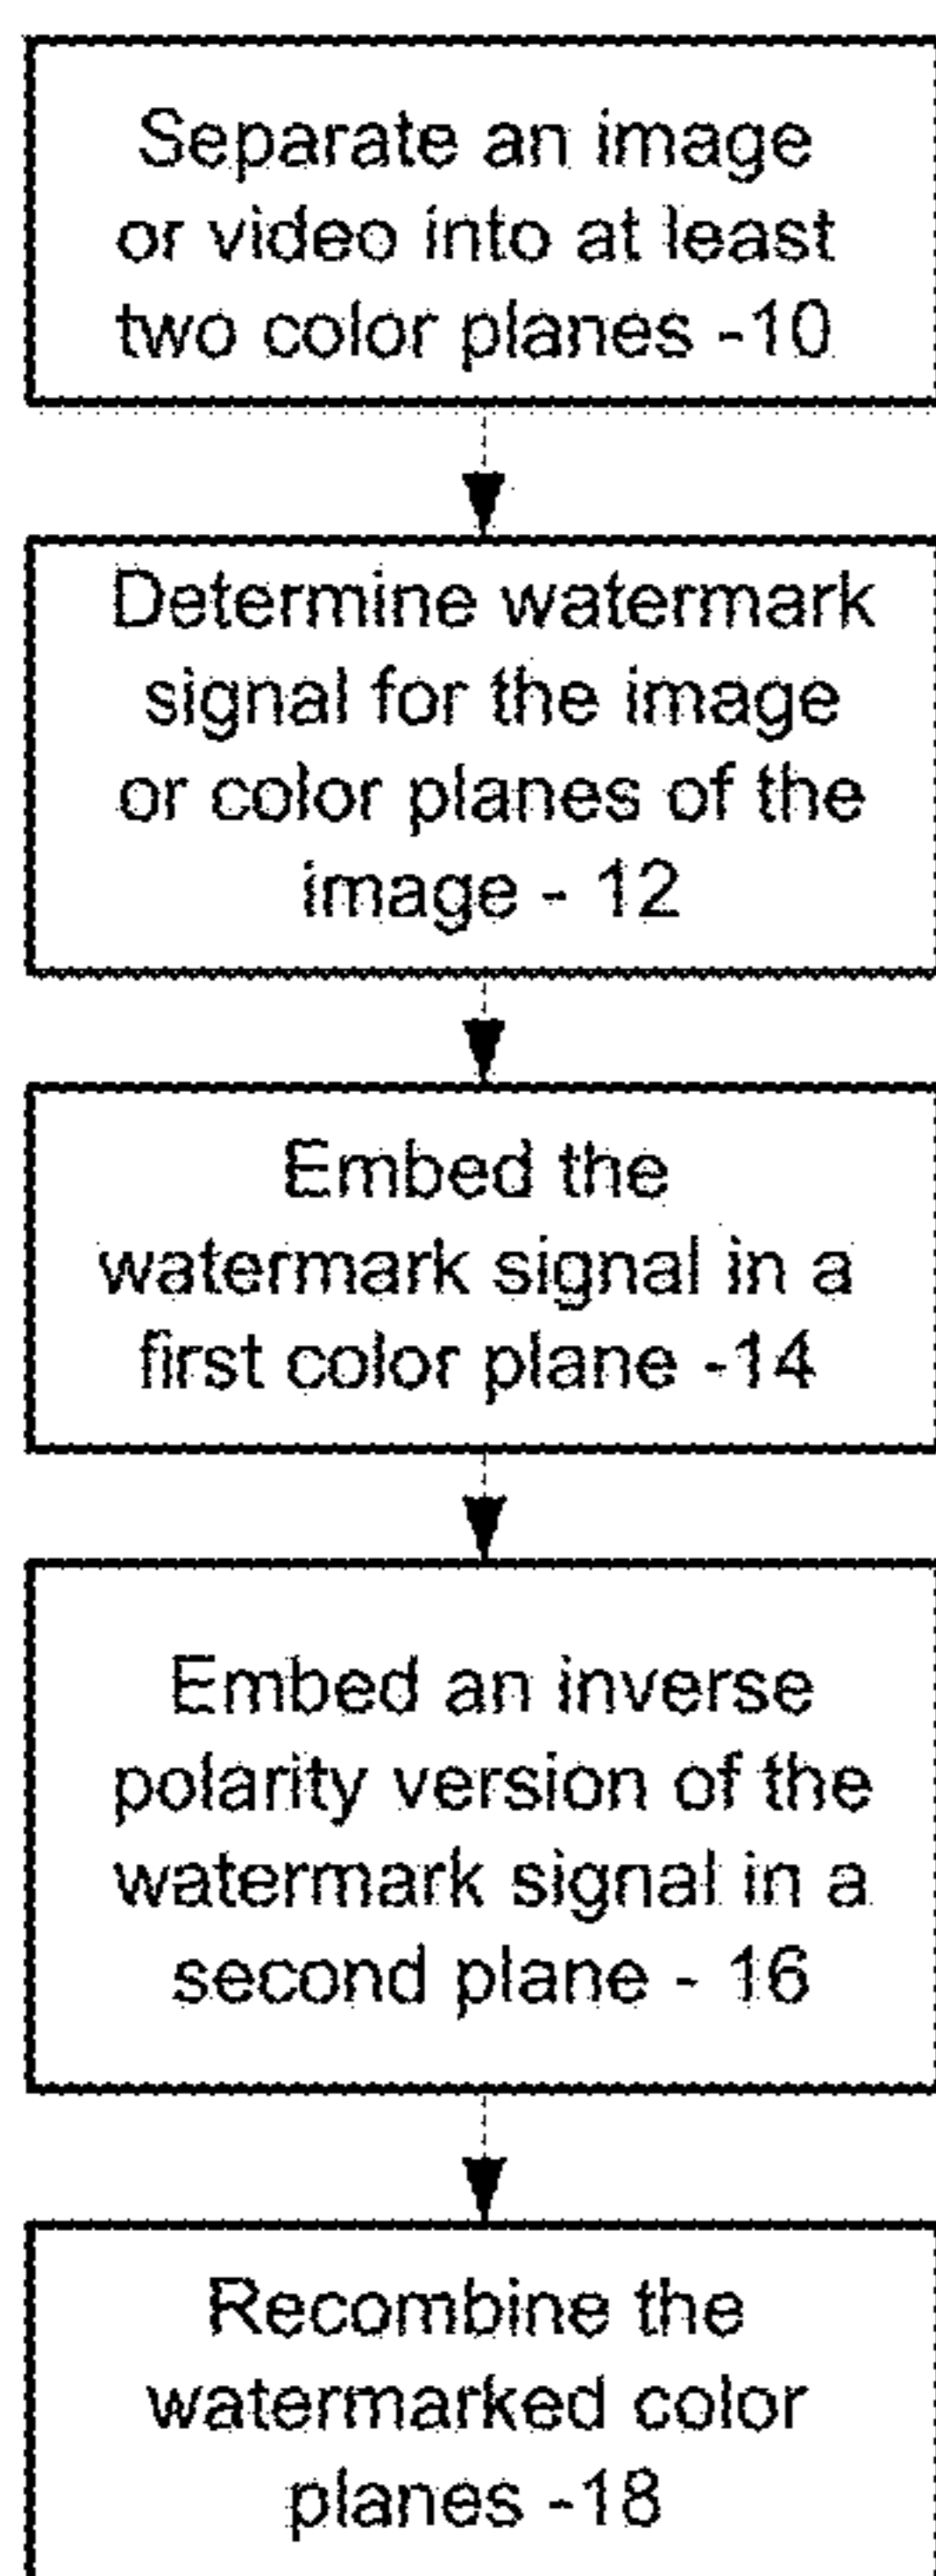 Separate an image
or video into at least
two color planes -10
Determine watermark
signal for the image
or color planes of the
image - 12
Embed the
watermark signal in a
first color plane -14
Embed an inverse
polarity version of the
watermark signal in a
second plane - 16
Recombine the
watermarked color
planes -18